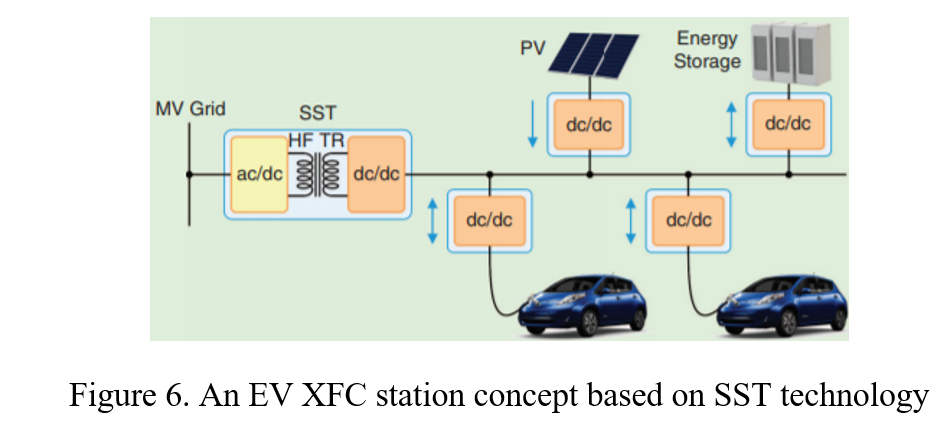 PV
Energy
Storage
MV Grid
SST
HF TR
ac/dc
dc/dc
dc/dc
dc/dc
dc/dc
dc/dc
Figure 6. An EV XFC station concept based on SST technology